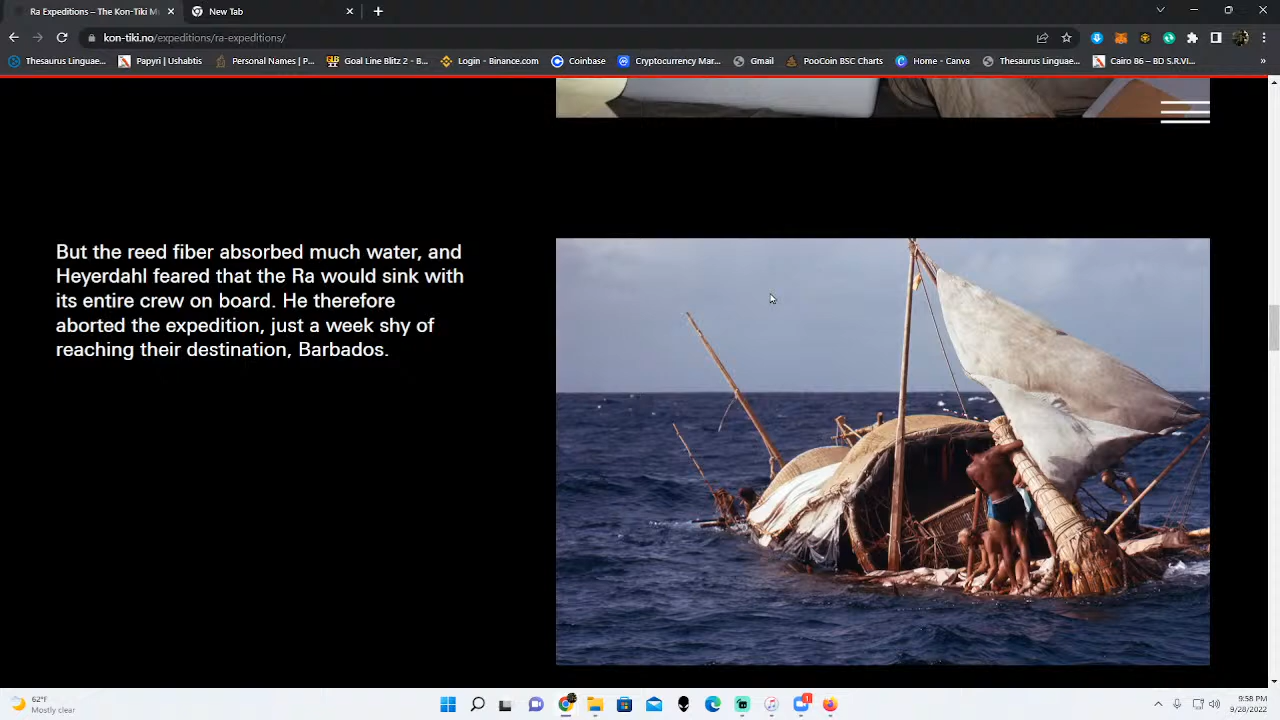 Ra Expeditions – The Kon-Tiki M
New Tab
kon-tiki.no/expeditions/ra-expeditions/
Thesaurus Linguae...
Papyri | Ushabti
Personal Names | P...
Gold Line BLE2 - B...
Login - Binance.com
Coinbase
Cryptocurrency Mar...
Gmail
PooCoin BSC Charts
Home - Canva
Thesaurus Linguae...
Cairo 86 – BD S.R.VI...
»
But the reed fiber absorbed much water, and
Heyerdahl feared that the Ra would sink with
its entire crew on board. He therefore
aborted the expedition, just a week shy of
reaching their destination, Barbados.
62°F
Mostly clear
1
9:58 PM
9/28/2022